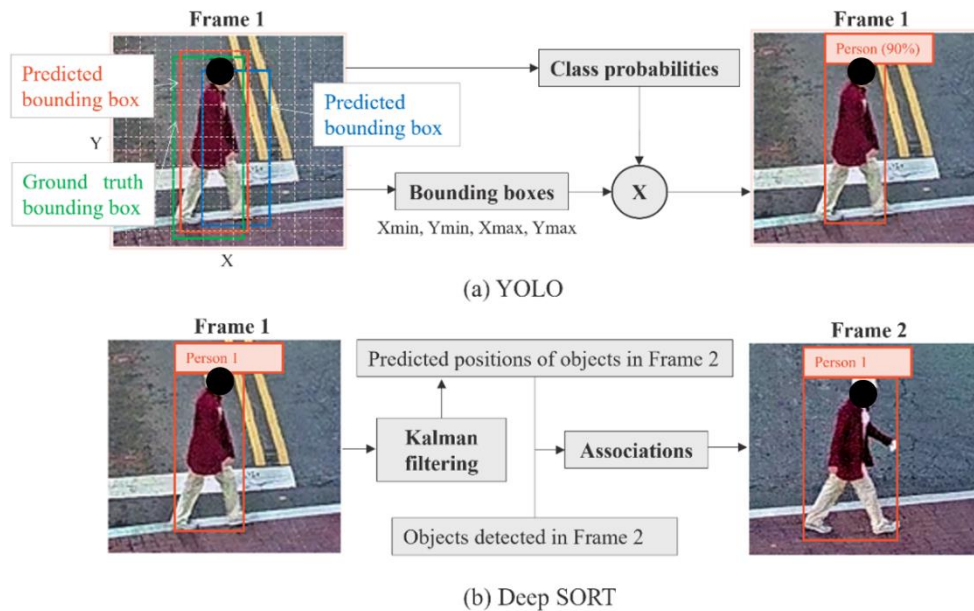 Frame 1
Predicted
bounding box
Y
Ground truth
bounding box
X
Predicted
bounding box
Class probabilities
Bounding boxes
Xmin, Ymin, Xmax, Ymax
X
Frame 1
Person (90%)
(a) YOLO
Frame 1
Person 1
Predicted positions of objects in Frame 2
Kalman
filtering
Associations
Objects detected in Frame 2
Frame 2
Person 1
(b) Deep SORT